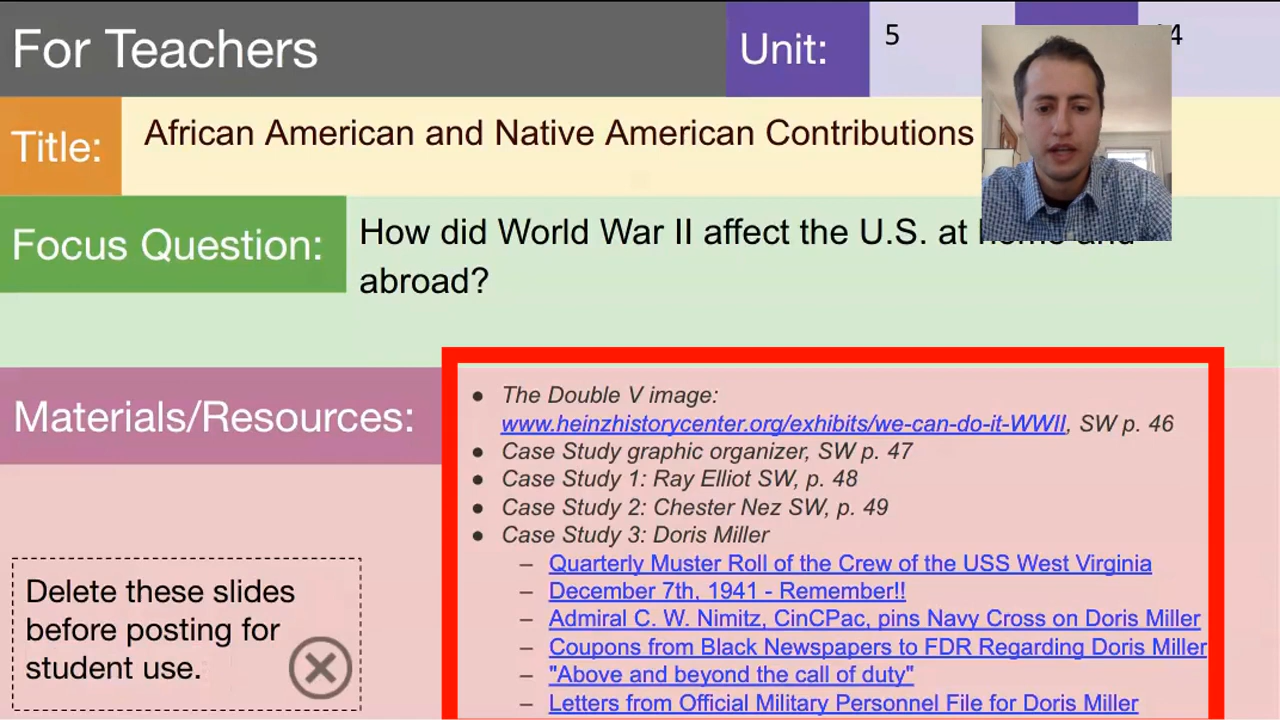 For Teachers
Unit:
5
4
Title:
African American and Native American Contributions
Focus Question:
How did World War II affect the U.S. at
abroad?
Materials/Resources:
● The Double V image:
www.heinzhistorycenter.org/exhibits/we-can-do-it-WWII, SW p. 46
● Case Study graphic organizer, SW p. 47
● Case Study 1: Ray Elliot SW, p. 48
● Case Study 2: Chester Nez SW, p. 49
● Case Study 3: Doris Miller
– Quarterly Muster Roll of the Crew of the USS West Virginia
– December 7th, 1941 - Remember!!
– Admiral C. W. Nimitz, CinCPac, pins Navy Cross on Doris Miller
– Coupons from Black Newspapers to FDR Regarding Doris Miller
– "Above and beyond the call of duty"
– Letters from Official Military Personnel File for Doris Miller
Delete these slides
before posting for
student use.